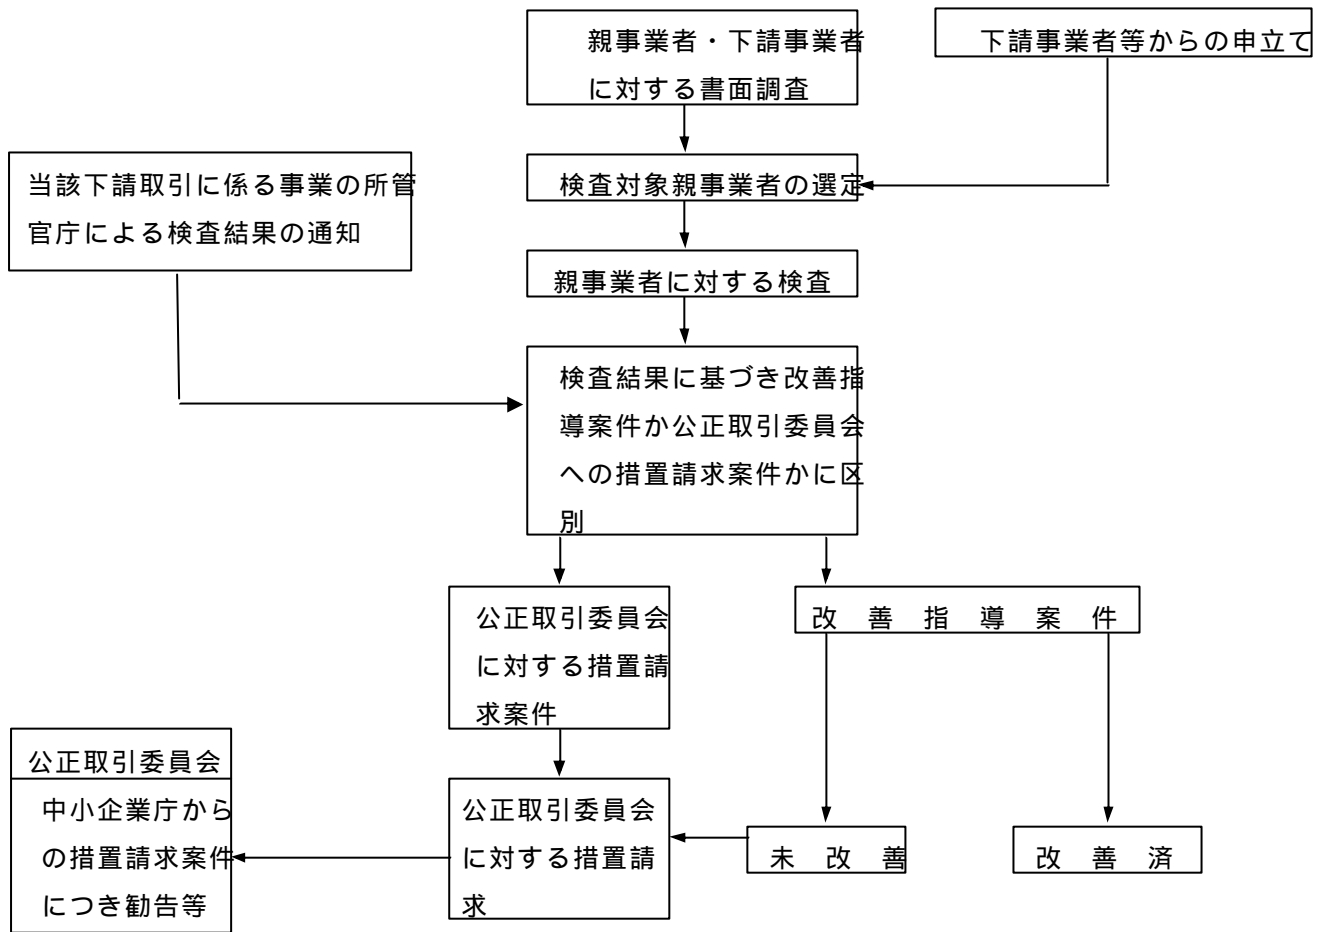 親事業者・下請事業者
に対する書面調査
下請事業者等からの申立て
当該下請取引に係る事業の所管
官庁による検査結果の通知
検査対象親事業者の選定
親事業者に対する検査
検査結果に基づき改善指
導案件か公正取引委員会
への措置請求案件かに区
別
公正取引委員会
に対する措置請
求案件
改善指導案件
公正取引委員会
中小企業庁から
の措置請求案件
につき勧告等
公正取引委員会
に対する措置請
求
未改善
改善済